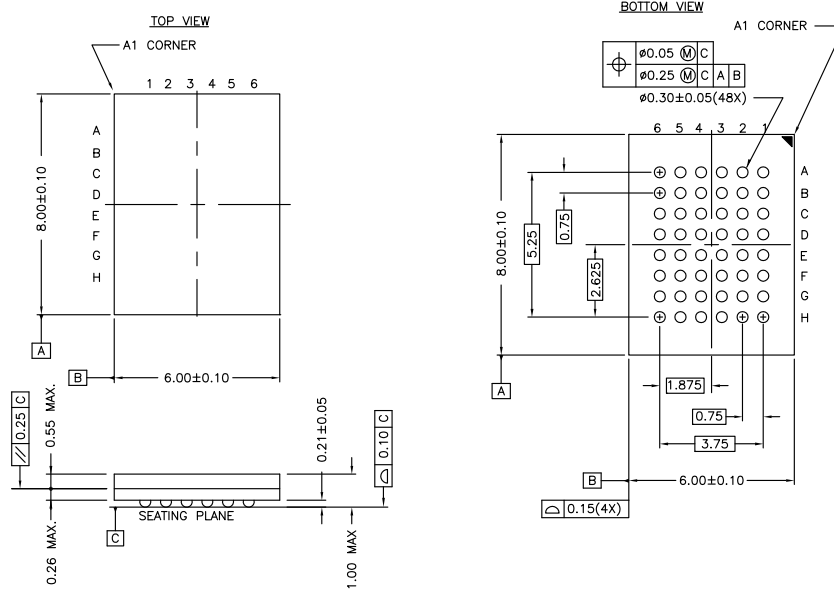 TOP VIEW
A1 CORNER
1 2 3 4 5 6
A
B
C
D
E
F
G
H
8.00±0.10
A
B
6.00±0.10
BOTTOM VIEW
A1 CORNER
⌖ ø0.05 Ⓜ C
ø0.25 Ⓜ C A B
ø0.30±0.05(48X)
6 5 4 3 2 1
A
B
C
D
E
F
G
H
8.00±0.10
5.25
0.75
2.625
A
1.875
0.75
3.75
B
6.00±0.10
⌓ 0.15(4X)
// 0.25 C
0.55 MAX.
0.21±0.05
⌓ 0.10 C
SEATING PLANE
C
0.26 MAX.
1.00 MAX